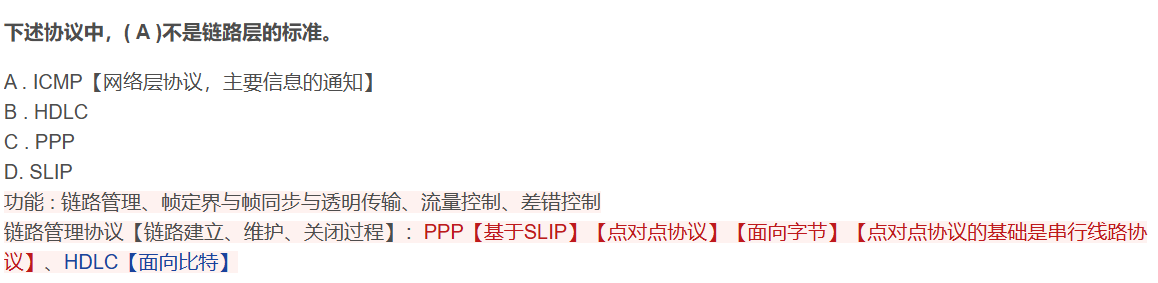 下述协议中，( A )不是链路层的标准。
A . ICMP【网络层协议，主要信息的通知】
B . HDLC
C . PPP
D. SLIP
功能 : 链路管理、帧定界与帧同步与透明传输、流量控制、差错控制
链路管理协议【链路建立、维护、关闭过程】：PPP【基于SLIP】【点对点协议】【面向字节】【点对点协议的基础是串行线路协
议】、HDLC【面向比特】